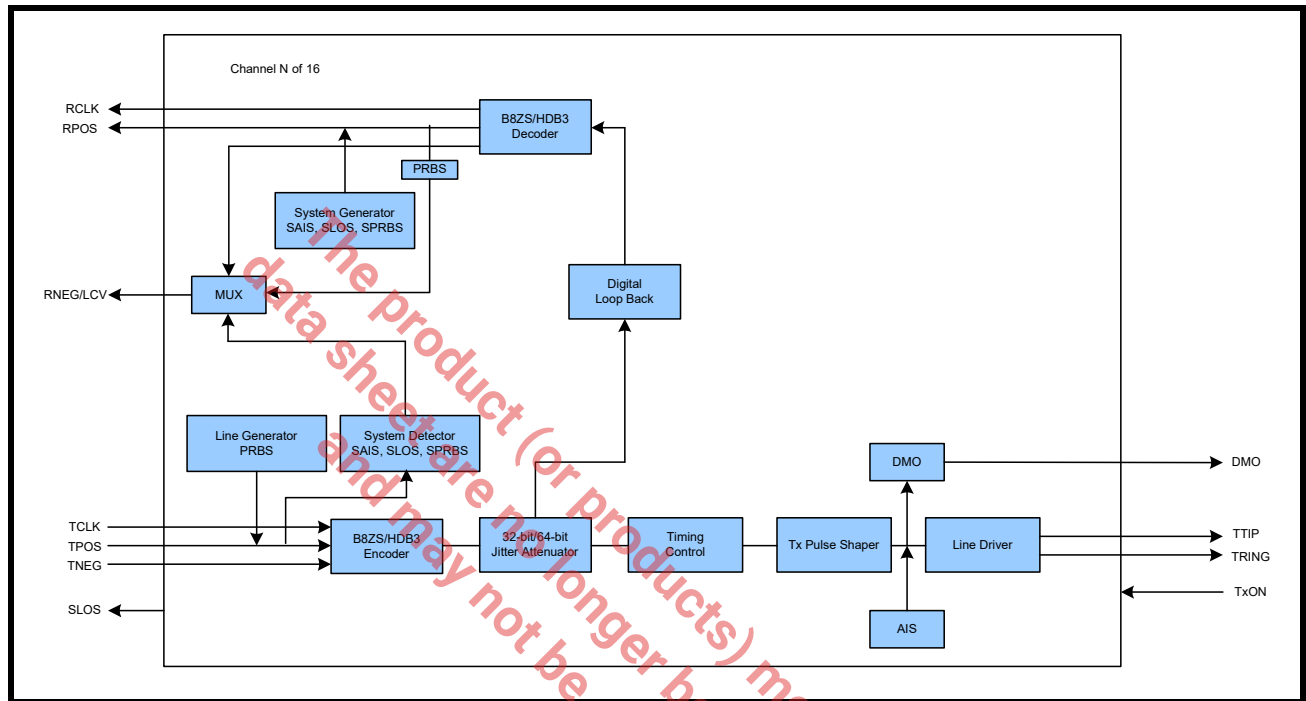 Channel N of 16
RCLK
RPOS
B8ZS/HDB3
Decoder
PRBS
System Generator
SAIS, SLOS, SPRBS
RNEG/LCV
MUX
Digital
Loop Back
Line Generator
PRBS
System Detector
SAIS, SLOS, SPRBS
DMO
DMO
TCLK
TPOS
TNEG
B8ZS/HDB3
Encoder
32-bit/64-bit
Jitter Attenuator
Timing
Control
Tx Pulse Shaper
Line Driver
TTIP
TRING
TxON
SLOS
AIS
The product (or products) m
data sheet are no longer b
and may not be